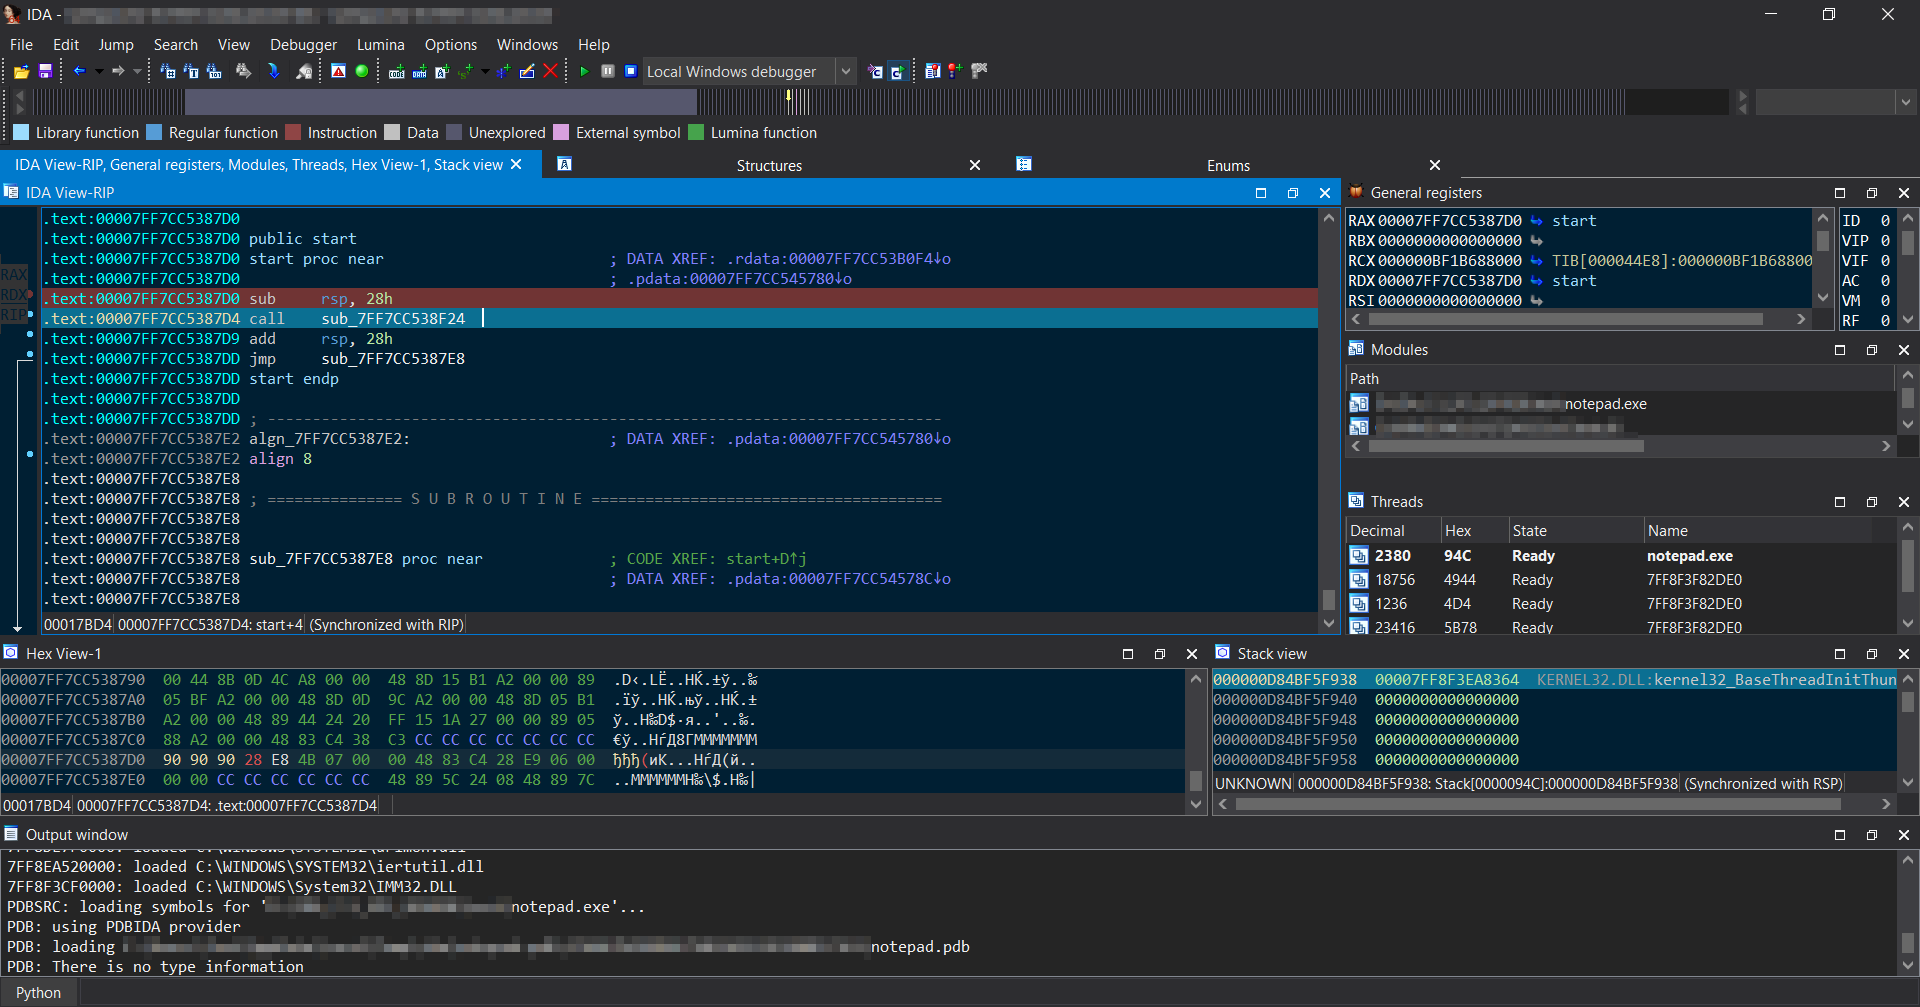 IDA -
File Edit Jump Search View Debugger Lumina Options Windows Help
Local Windows debugger
Library function Regular function Instruction Data Unexplored External symbol Lumina function
IDA View-RIP, General registers, Modules, Threads, Hex View-1, Stack view Structures Enums
IDA View-RIP
RAX
RDX
RIP
.text:00007FF7CC5387D0
.text:00007FF7CC5387D0 public start
.text:00007FF7CC5387D0 start proc near ; DATA XREF: .rdata:00007FF7CC53B0F4↓o
.text:00007FF7CC5387D0 ; .pdata:00007FF7CC545780↓o
.text:00007FF7CC5387D0 sub rsp, 28h
.text:00007FF7CC5387D4 call sub_7FF7CC538F24
.text:00007FF7CC5387D9 add rsp, 28h
.text:00007FF7CC5387DD jmp sub_7FF7CC5387E8
.text:00007FF7CC5387DD start endp
.text:00007FF7CC5387DD
.text:00007FF7CC5387DD ; ---------------------------------------------------------------------------
.text:00007FF7CC5387E2 algn_7FF7CC5387E2: ; DATA XREF: .pdata:00007FF7CC545780↓o
.text:00007FF7CC5387E2 align 8
.text:00007FF7CC5387E8
.text:00007FF7CC5387E8 ; =============== S U B R O U T I N E =======================================
.text:00007FF7CC5387E8
.text:00007FF7CC5387E8
.text:00007FF7CC5387E8 sub_7FF7CC5387E8 proc near ; CODE XREF: start+D↑j
.text:00007FF7CC5387E8 ; DATA XREF: .pdata:00007FF7CC54578C↓o
.text:00007FF7CC5387E8
00017BD4 00007FF7CC5387D4: start+4 (Synchronized with RIP)
General registers
RAX 00007FF7CC5387D0 start
RBX 0000000000000000
RCX 000000BF1B688000 TIB[000044E8]:000000BF1B68800
RDX 00007FF7CC5387D0 start
RSI 0000000000000000
ID 0
VIP 0
VIF 0
AC 0
VM 0
RF 0
Modules
Path
notepad.exe
Threads
Decimal Hex State Name
2380 94C Ready notepad.exe
18756 4944 Ready 7FF8F3F82DE0
1236 4D4 Ready 7FF8F3F82DE0
23416 5B78 Ready 7FF8F3F82DE0
Hex View-1
00007FF7CC538790 00 44 8B 0D 4C A8 00 00 48 8D 15 B1 A2 00 00 89 .D‹.LЁ..HЌ.±ў..‰
00007FF7CC5387A0 05 BF A2 00 00 48 8D 0D 9C A2 00 00 48 8D 05 B1 .їў..HЌ.њў..HЌ.±
00007FF7CC5387B0 A2 00 00 48 89 44 24 20 FF 15 1A 27 00 00 89 05 ў..H‰D$·я..'..‰.
00007FF7CC5387C0 88 A2 00 00 48 83 C4 38 C3 CC CC CC CC CC CC CC €ў..HѓД8ГMMMMMMM
00007FF7CC5387D0 90 90 90 28 E8 4B 07 00 00 48 83 C4 28 E9 06 00 ђђђ(иK...HѓД(й..
00007FF7CC5387E0 00 00 CC CC CC CC CC CC 48 89 5C 24 08 48 89 7C ..MMMMMMH‰\$.H‰|
00017BD4 00007FF7CC5387D4: .text:00007FF7CC5387D4
Stack view
000000D84BF5F938 00007FF8F3EA8364 KERNEL32.DLL:kernel32_BaseThreadInitThun
000000D84BF5F940 0000000000000000
000000D84BF5F948 0000000000000000
000000D84BF5F950 0000000000000000
000000D84BF5F958 0000000000000000
UNKNOWN 000000D84BF5F938: Stack[0000094C]:000000D84BF5F938 (Synchronized with RSP)
Output window
7FF8EA520000: loaded C:\WINDOWS\SYSTEM32\iertutil.dll
7FF8F3CF0000: loaded C:\WINDOWS\System32\IMM32.DLL
PDBSRC: loading symbols for ' notepad.exe'...
PDB: using PDBIDA provider
PDB: loading notepad.pdb
PDB: There is no type information
Python